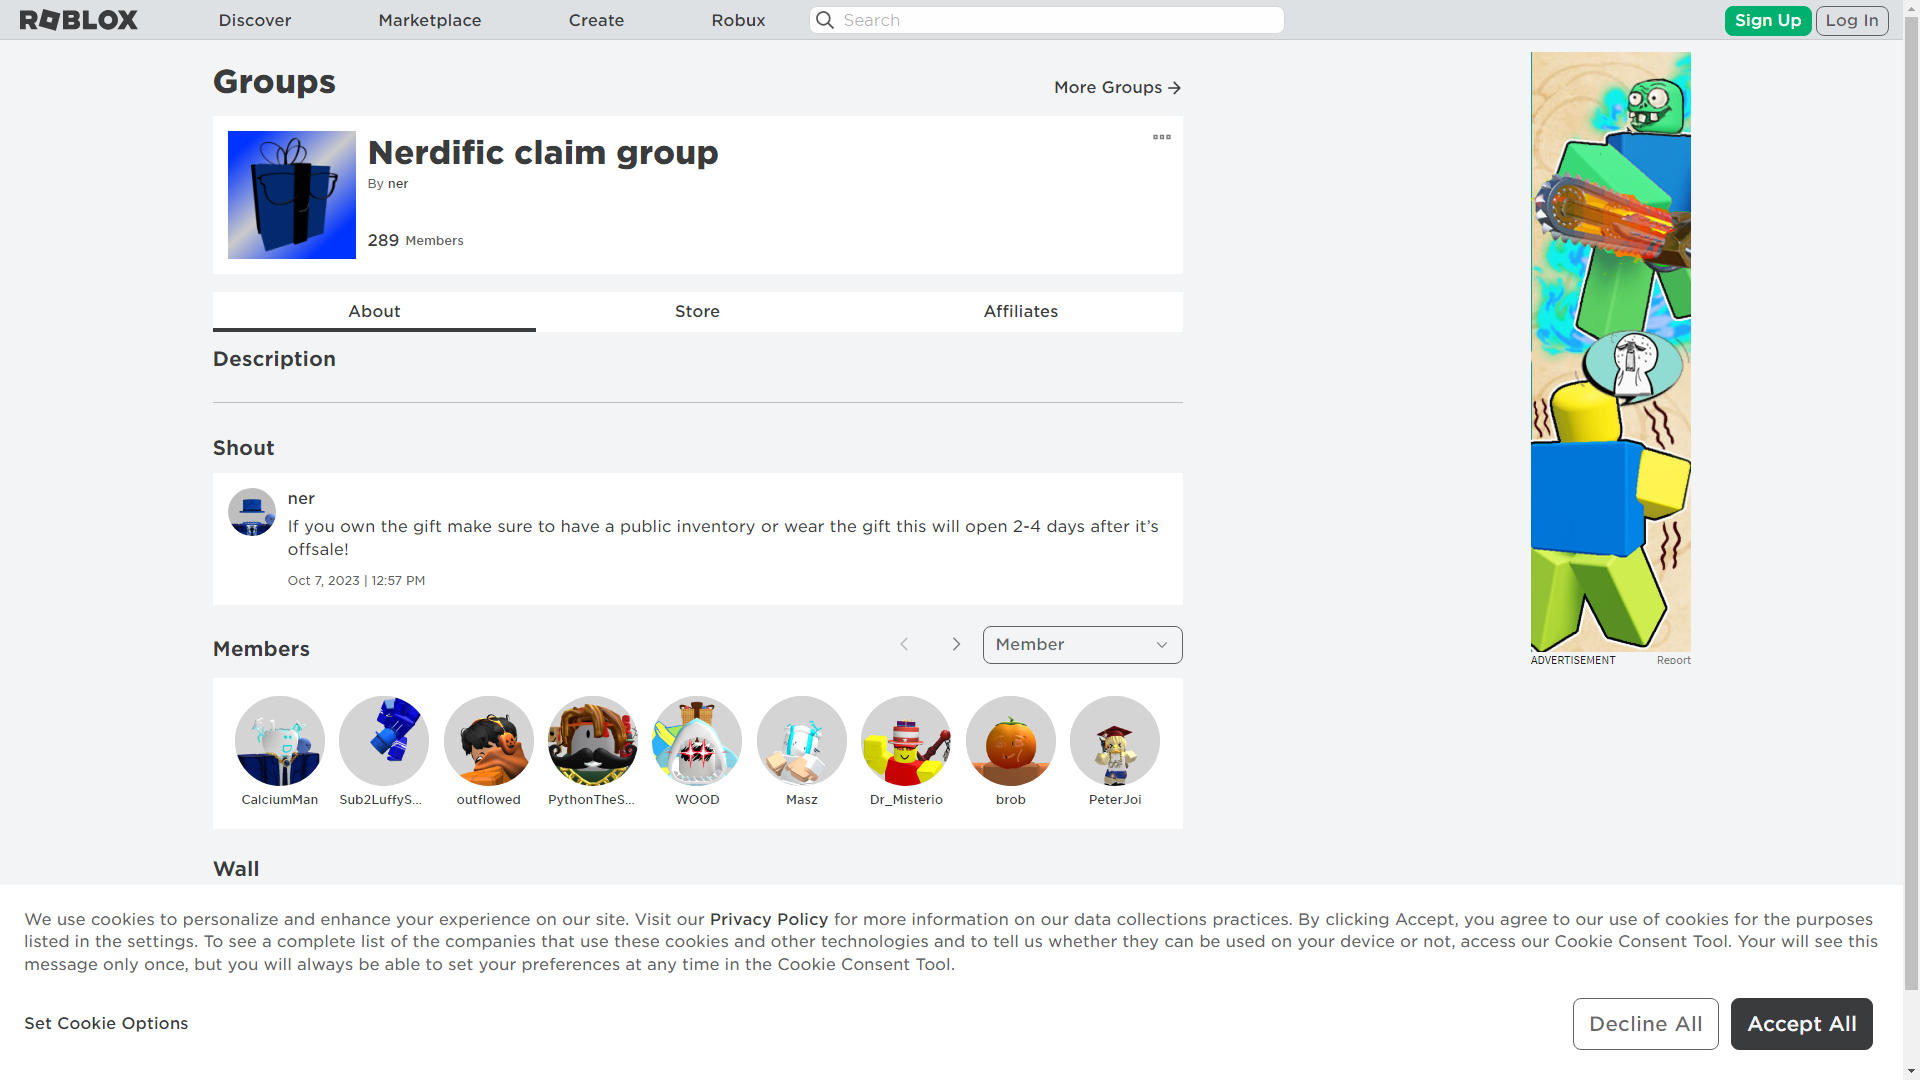 ROBLOX
Discover
Marketplace
Create
Robux
Search
Sign Up
Log In
Groups
More Groups
Nerdific claim group
By ner
289 Members
About
Store
Affiliates
Description
Shout
ner
If you own the gift make sure to have a public inventory or wear the gift this will open 2-4 days after it’s
offsale!
Oct 7, 2023 | 12:57 PM
Members
Member
CalciumMan
Sub2LuffyS...
outflowed
PythonTheS...
WOOD
Masz
Dr_Misterio
brob
PeterJoi
ADVERTISEMENT
Report
Wall
We use cookies to personalize and enhance your experience on our site. Visit our Privacy Policy for more information on our data collections practices. By clicking Accept, you agree to our use of cookies for the purposes
listed in the settings. To see a complete list of the companies that use these cookies and other technologies and to tell us whether they can be used on your device or not, access our Cookie Consent Tool. Your will see this
message only once, but you will always be able to set your preferences at any time in the Cookie Consent Tool.
Set Cookie Options
Decline All
Accept All